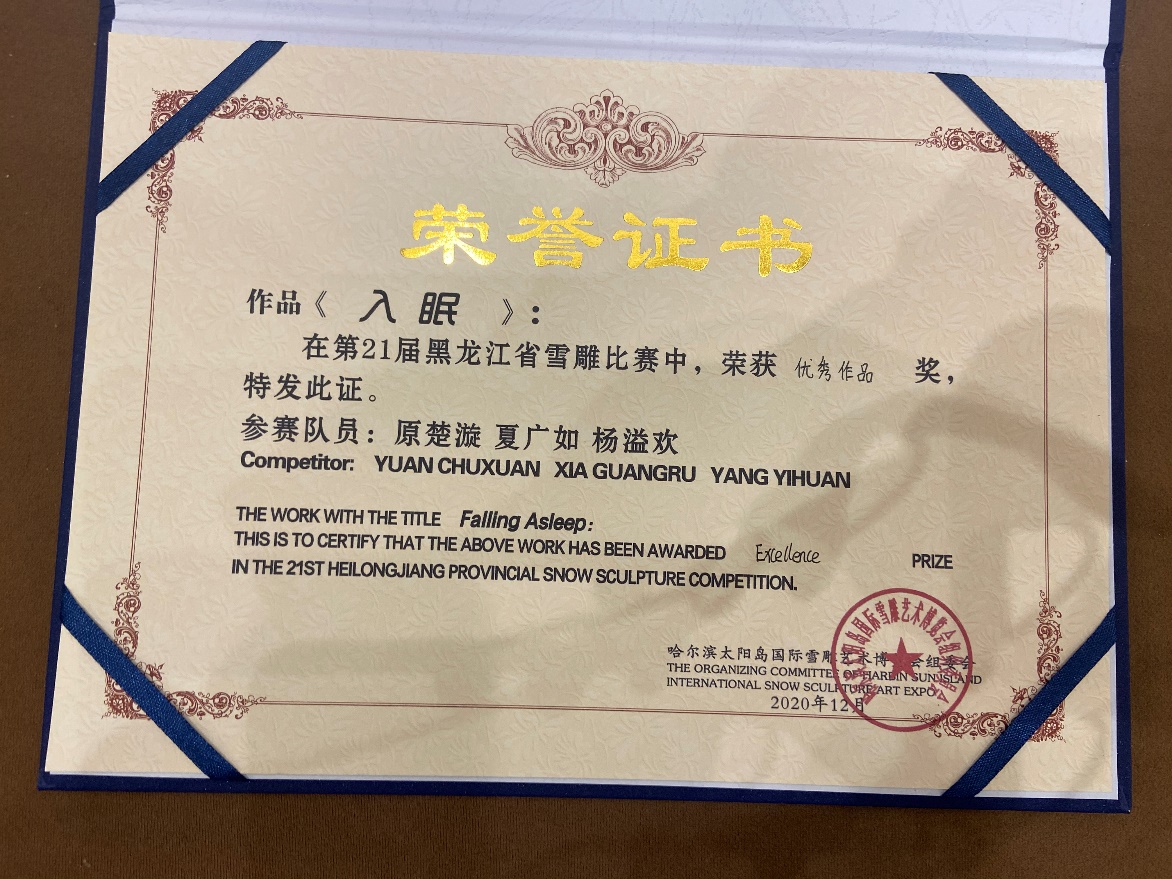 荣誉证书
作品《 入眠 》：
在第21届黑龙江省雪雕比赛中，荣获 优秀作品 奖，
特发此证。
参赛队员：原楚漩 夏广如 杨溢欢
Competitor: YUAN CHUXUAN XIA GUANGRU YANG YIHUAN
THE WORK WITH THE TITLE Falling Asleep:
THIS IS TO CERTIFY THAT THE ABOVE WORK HAS BEEN AWARDED Excellence PRIZE
IN THE 21ST HEILONGJIANG PROVINCIAL SNOW SCULPTURE COMPETITION.
哈尔滨太阳岛国际雪雕艺术博览会组委会
THE ORGANIZING COMMITTEE OF HARBIN SUN ISLAND
INTERNATIONAL SNOW SCULPTURE ART EXPO
2020年12月